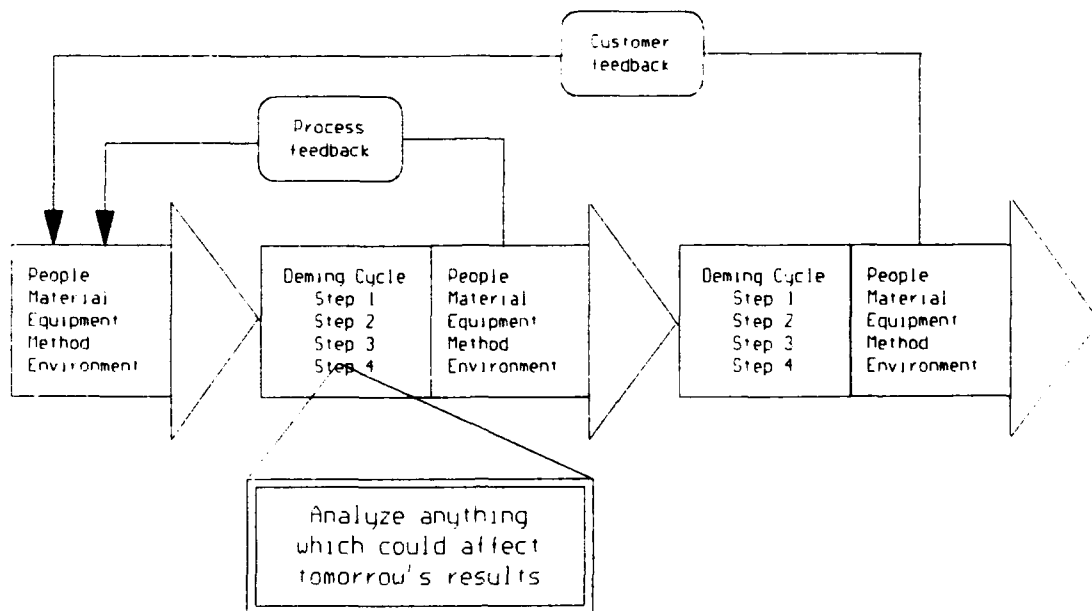 Customer
feedback
Process
feedback
People
Material
Equipment
Method
Environment
Deming Cycle
Step 1
Step 2
Step 3
Step 4
People
Material
Equipment
Method
Environment
Deming Cycle
Step 1
Step 2
Step 3
Step 4
People
Material
Equipment
Method
Environment
Analyze anything
which could affect
tomorrow's results